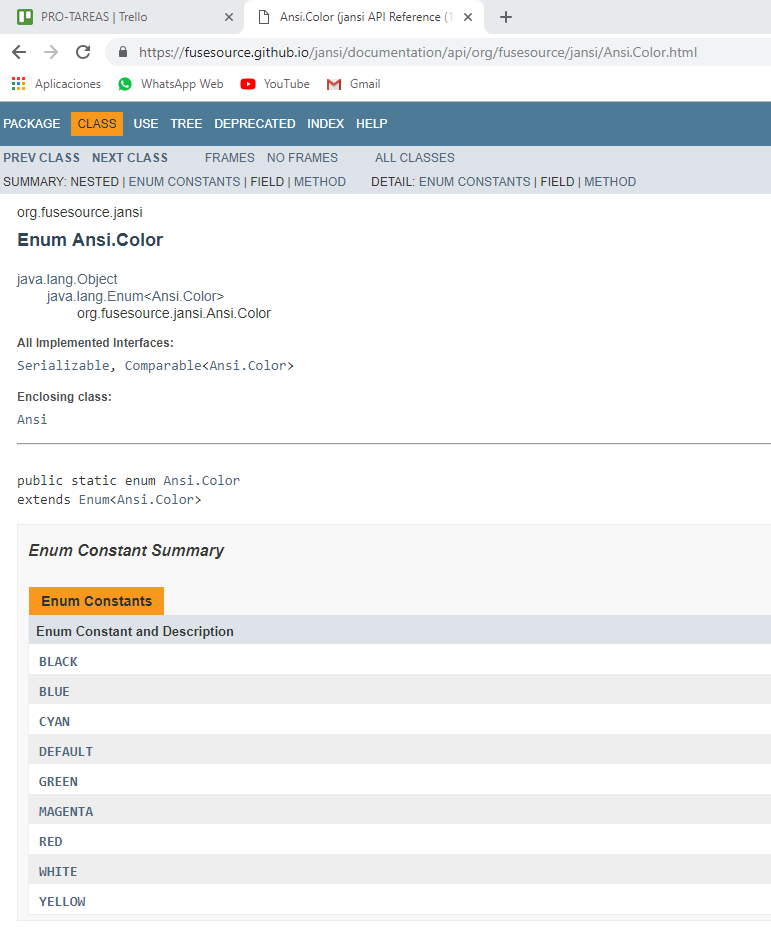 PRO-TAREAS | Trello
Ansi.Color (jansi API Reference (1
https://fusesource.github.io/jansi/documentation/api/org/fusesource/jansi/Ansi.Color.html
Aplicaciones WhatsApp Web YouTube Gmail
PACKAGE CLASS USE TREE DEPRECATED INDEX HELP
PREV CLASS NEXT CLASS FRAMES NO FRAMES ALL CLASSES
SUMMARY: NESTED | ENUM CONSTANTS | FIELD | METHOD DETAIL: ENUM CONSTANTS | FIELD | METHOD
org.fusesource.jansi
Enum Ansi.Color
java.lang.Object
java.lang.Enum<Ansi.Color>
org.fusesource.jansi.Ansi.Color
All Implemented Interfaces:
Serializable, Comparable<Ansi.Color>
Enclosing class:
Ansi
public static enum Ansi.Color
extends Enum<Ansi.Color>
Enum Constant Summary
Enum Constants
Enum Constant and Description
BLACK
BLUE
CYAN
DEFAULT
GREEN
MAGENTA
RED
WHITE
YELLOW